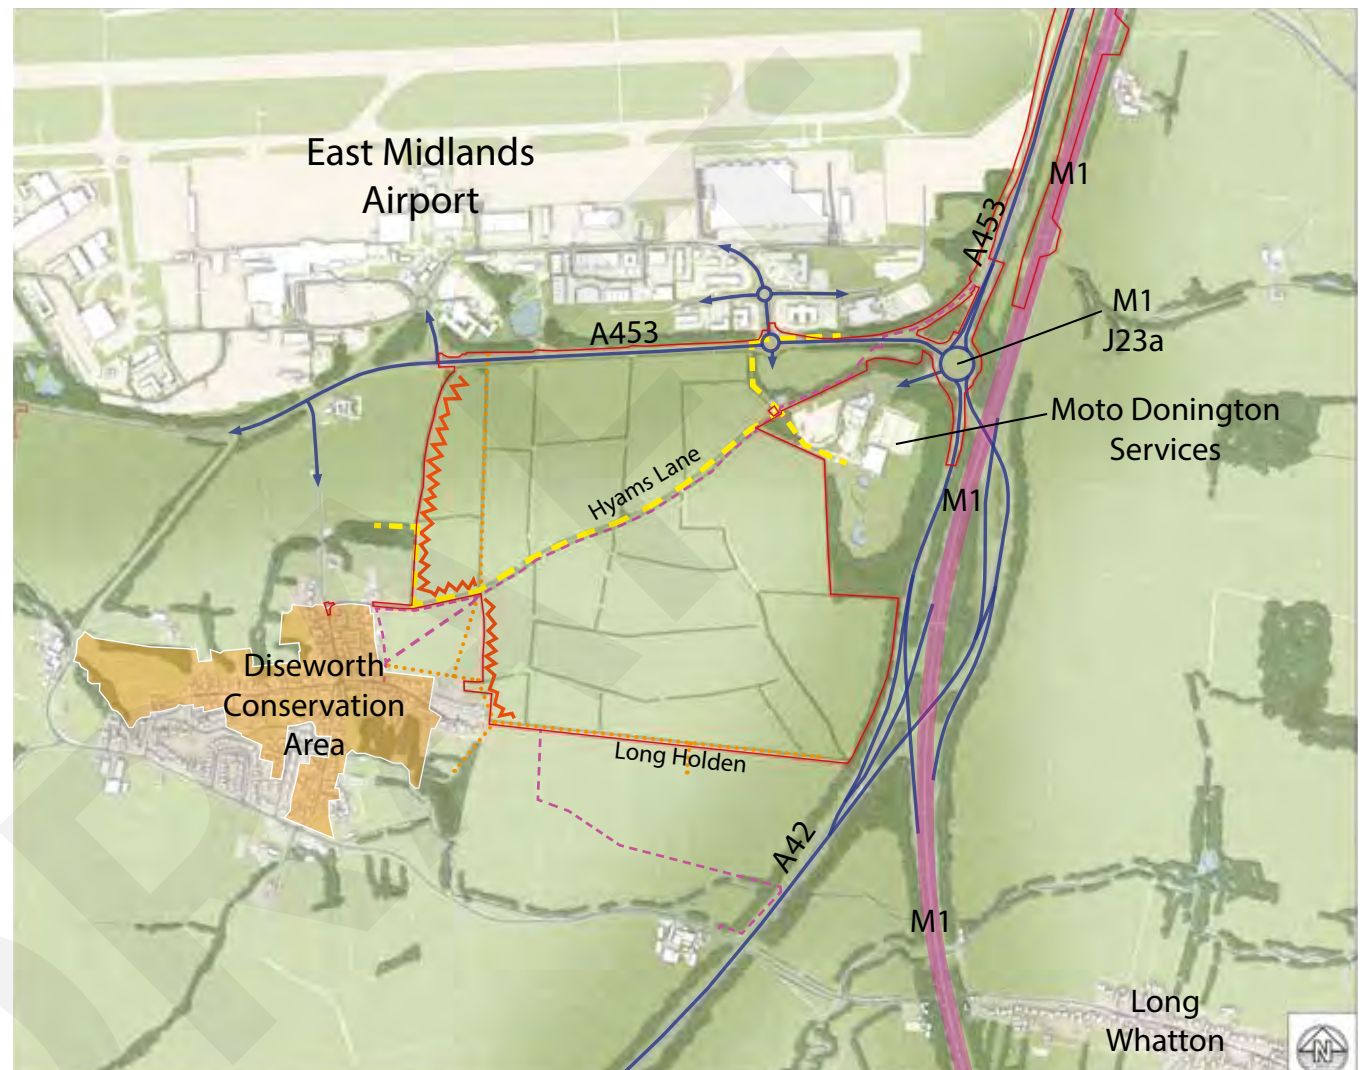 East Midlands
Airport
M1
A453
M1
J23a
A453
Moto Donington
Services
Hyams Lane
M1
Diseworth
Conservation
Area
Long Holden
A42
M1
Long
Whatton
N